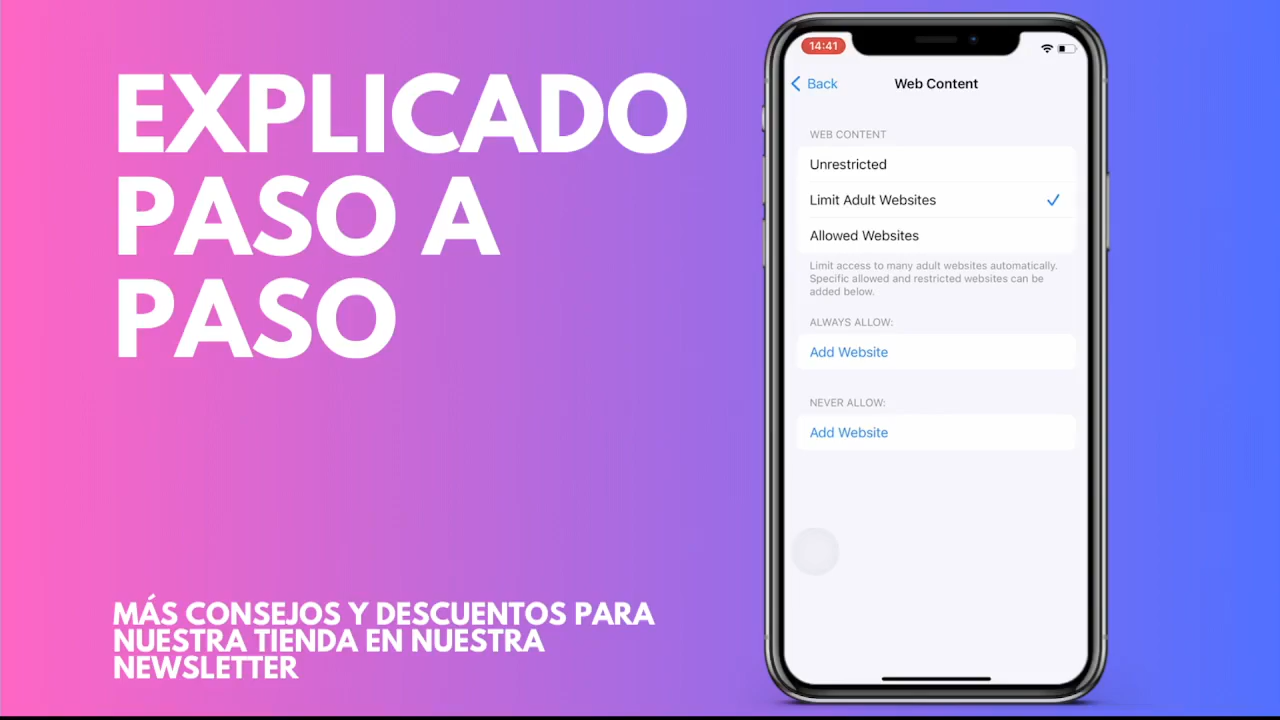 EXPLICADO
PASO A
PASO
MÁS CONSEJOS Y DESCUENTOS PARA
NUESTRA TIENDA EN NUESTRA
NEWSLETTER
14:41
Back
Web Content
WEB CONTENT
Unrestricted
Limit Adult Websites
Allowed Websites
Limit access to many adult websites automatically.
Specific allowed and restricted websites can be
added below.
ALWAYS ALLOW:
Add Website
NEVER ALLOW:
Add Website